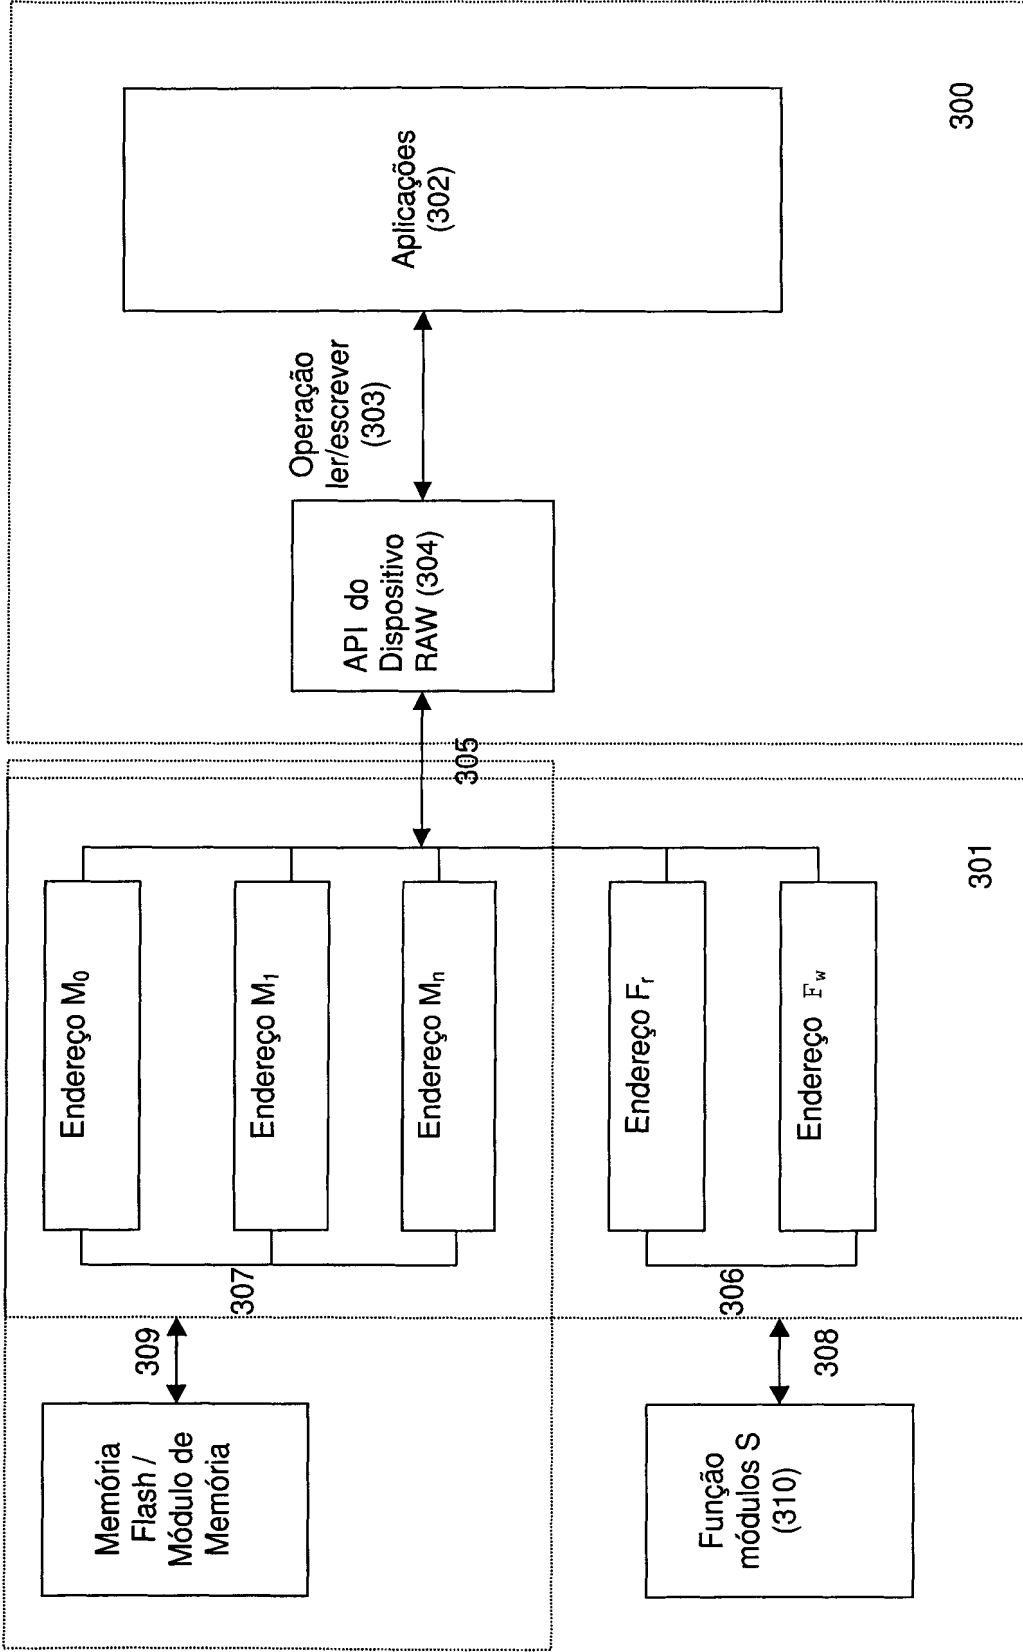 Memória
Flash /
Módulo de
Memória
309
307
Endereço M0
Endereço M1
Endereço Mn
305
API do
Dispositivo
RAW (304)
Operação
ler/escrever
(303)
Aplicações
(302)
300
Função
módulos S
(310)
308
306
Endereço Fr
Endereço Fw
301